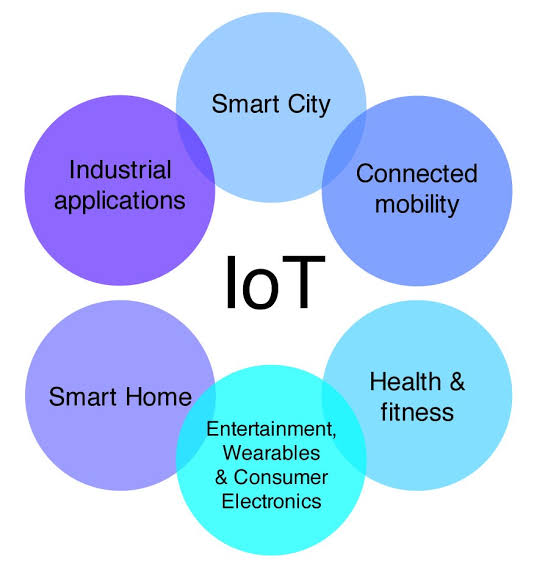 Smart City
Industrial
applications
Connected
mobility
IoT
Smart Home
Health &
fitness
Entertainment,
Wearables
& Consumer
Electronics